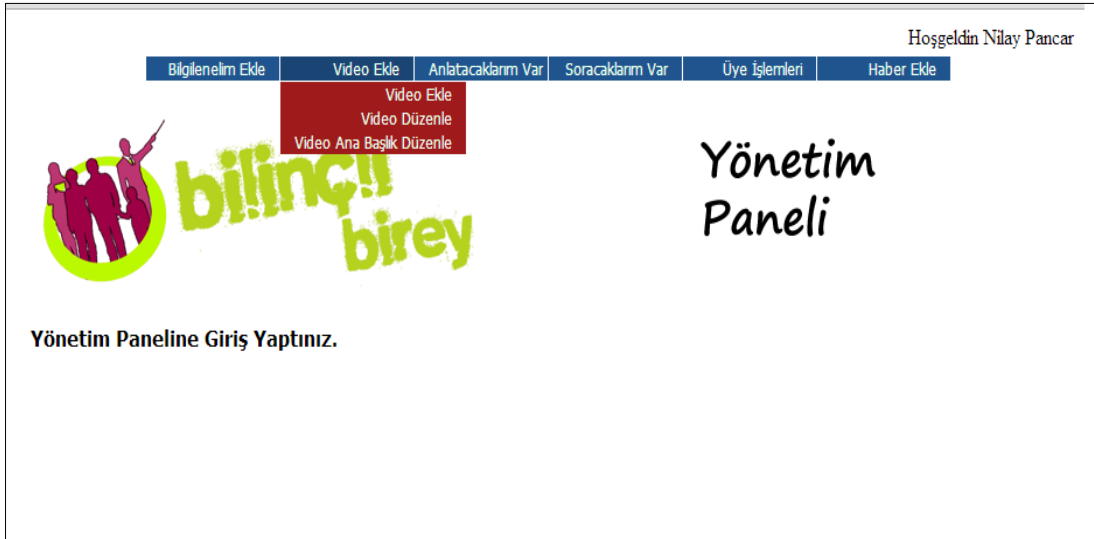 Hoşgeldin Nilay Pancar
Bilgilenelim Ekle Video Ekle Anlatacaklarım Var Soracaklarım Var Üye İşlemleri Haber Ekle
Video Ekle
Video Düzenle
Video Ana Başlık Düzenle
bilinçli
birey
Yönetim
Paneli
Yönetim Paneline Giriş Yaptınız.